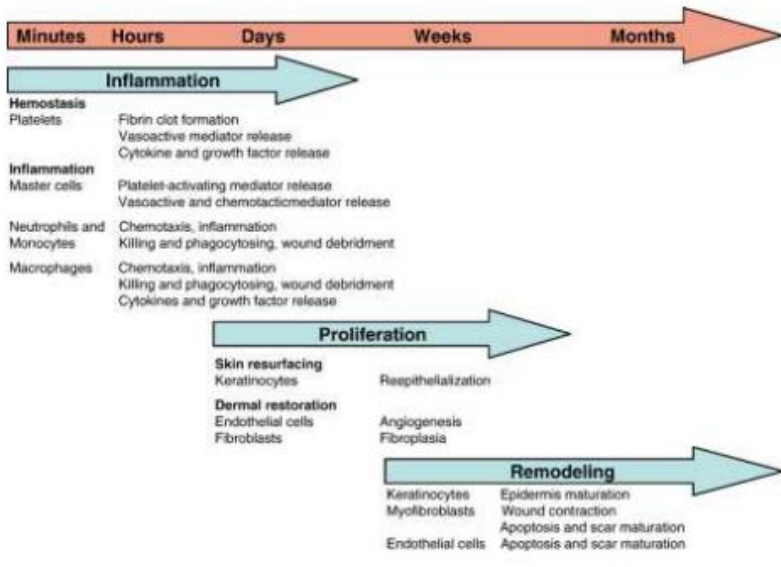 Minutes Hours Days Weeks Months
Inflammation
Hemostasis
Platelets Fibrin clot formation
Vasoactive mediator release
Cytokine and growth factor release
Inflammation
Master cells Platelet-activating mediator release
Vasoactive and chemotacticmediator release
Neutrophils and Chemotaxis, inflammation
Monocytes Killing and phagocytosing, wound debridment
Macrophages Chemotaxis, inflammation
Killing and phagocytosing, wound debridment
Cytokines and growth factor release
Proliferation
Skin resurfacing
Keratinocytes Reepithelialization
Dermal restoration
Endothelial cells Angiogenesis
Fibroblasts Fibroplasia
Remodeling
Keratinocytes Epidermis maturation
Myofibroblasts Wound contraction
Apoptosis and scar maturation
Endothelial cells Apoptosis and scar maturation